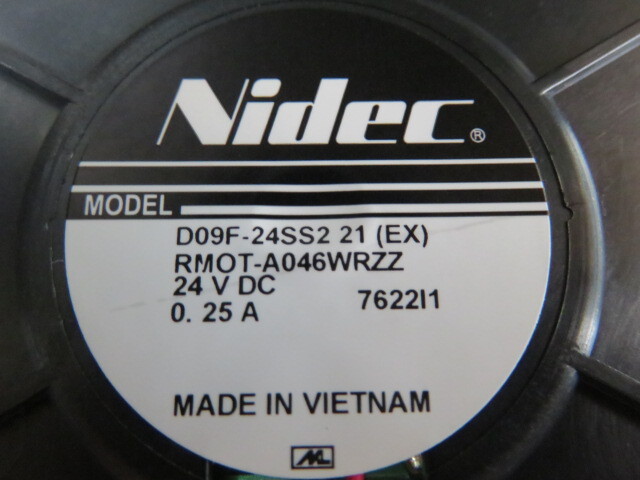 Nidec®
MODEL
D09F-24SS2 21 (EX)
RMOT-A046WRZZ
24 V DC
0. 25 A 7622I1
MADE IN VIETNAM